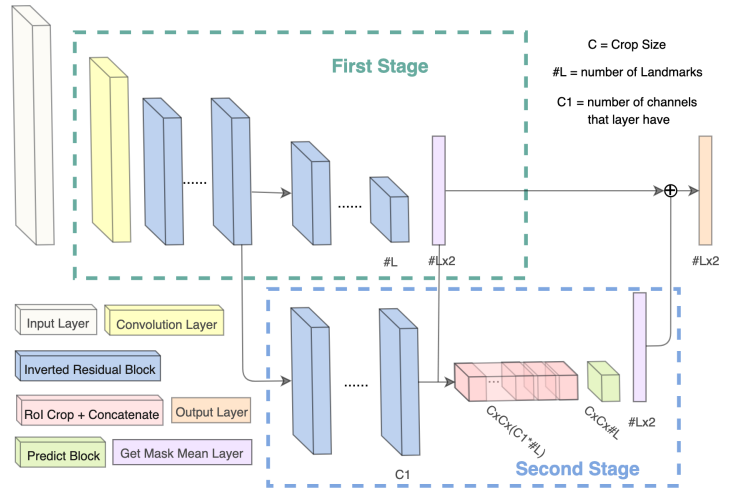 First Stage
C = Crop Size
#L = number of Landmarks
C1 = number of channels
that layer have
......
......
#L
#Lx2
#Lx2
Input Layer
Convolution Layer
Inverted Residual Block
RoI Crop + Concatenate
Output Layer
Predict Block
Get Mask Mean Layer
......
C1
...
CxCx(C1*#L)
CxCx#L
#Lx2
Second Stage